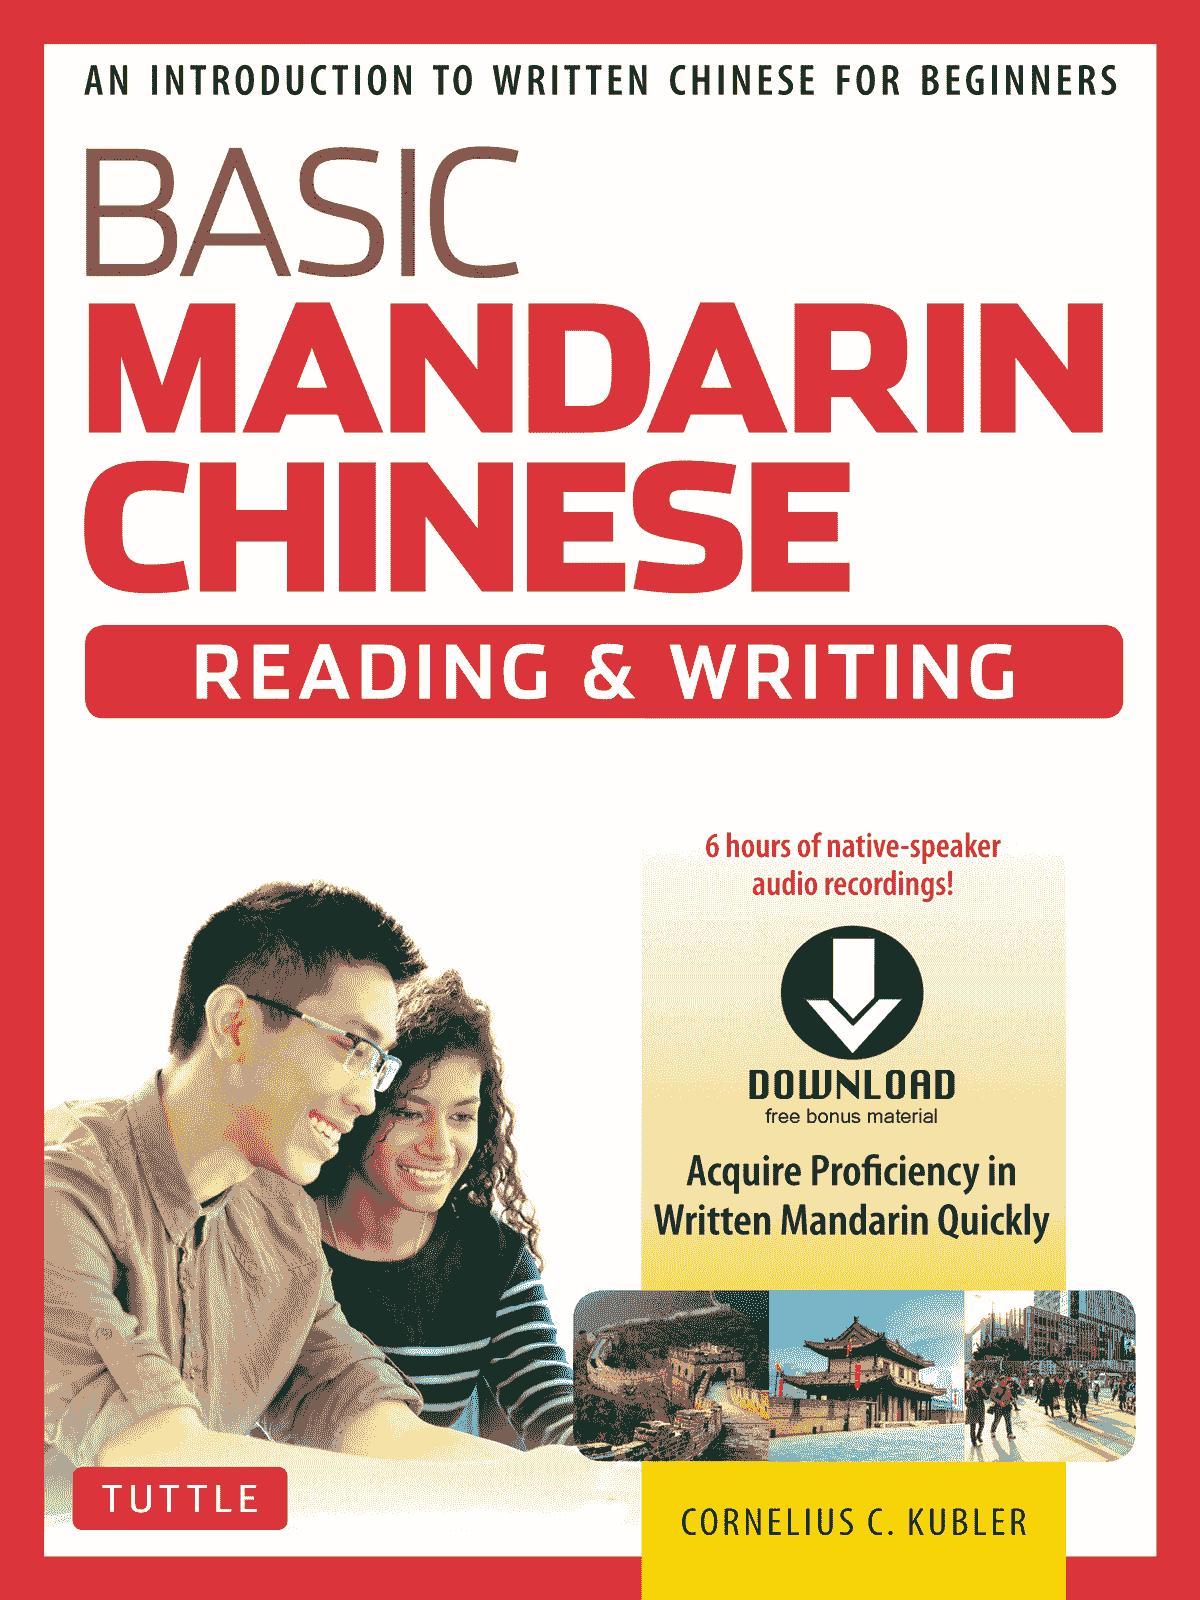 AN INTRODUCTION TO WRITTEN CHINESE FOR BEGINNERS
BASIC
MANDARIN
CHINESE
READING & WRITING
6 hours of native-speaker
audio recordings!
DOWNLOAD
free bonus material
Acquire Proficiency in
Written Mandarin Quickly
TUTTLE
CORNELIUS C. KUBLER